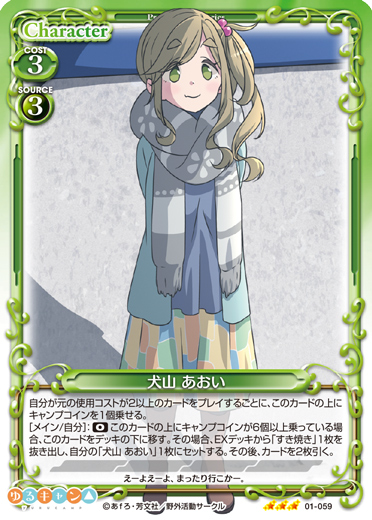 Character
COST
3
SOURCE
3
犬山 あおい
自分が元の使用コストが2以上のカードをプレイするごとに、このカードの上に
キャンプコインを1個乗せる。
[メイン/自分]: このカードの上にキャンプコインが6個以上乗っている場
合、このカードをデッキの下に移す。その場合、EXデッキから「すき焼き」1枚を
抜き出し、自分の「犬山 あおい」1枚にセットする。その後、カードを2枚引く。
えーよえーよ、まったり行こかー。
ゆるキャン△
©あfろ・芳文社/野外活動サークル
01-059